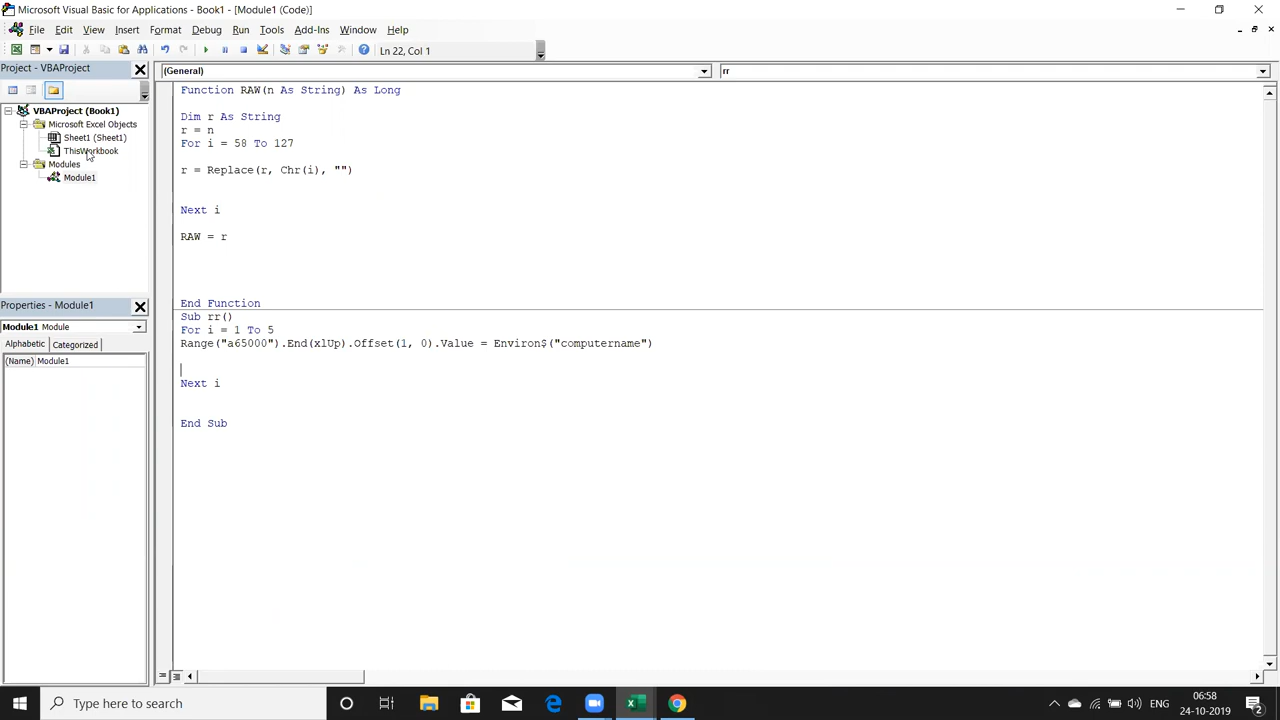 Microsoft Visual Basic for Applications - Book1 - [Module1 (Code)]
File Edit View Insert Format Debug Run Tools Add-Ins Window Help
Ln 22, Col 1
Project - VBAProject
(General)
rr
VBAProject (Book1)
Microsoft Excel Objects
Sheet1 (Sheet1)
ThisWorkbook
Modules
Module1
Function RAW(n As String) As Long
Dim r As String
r = n
For i = 58 To 127
r = Replace(r, Chr(i), "")
Next i
RAW = r
End Function
Sub rr()
For i = 1 To 5
Range("a65000").End(xlUp).Offset(1, 0).Value = Environ$("computername")
Next i
End Sub
Properties - Module1
Module1 Module
Alphabetic Categorized
(Name) Module1
Type here to search
ENG
06:58
24-10-2019
2